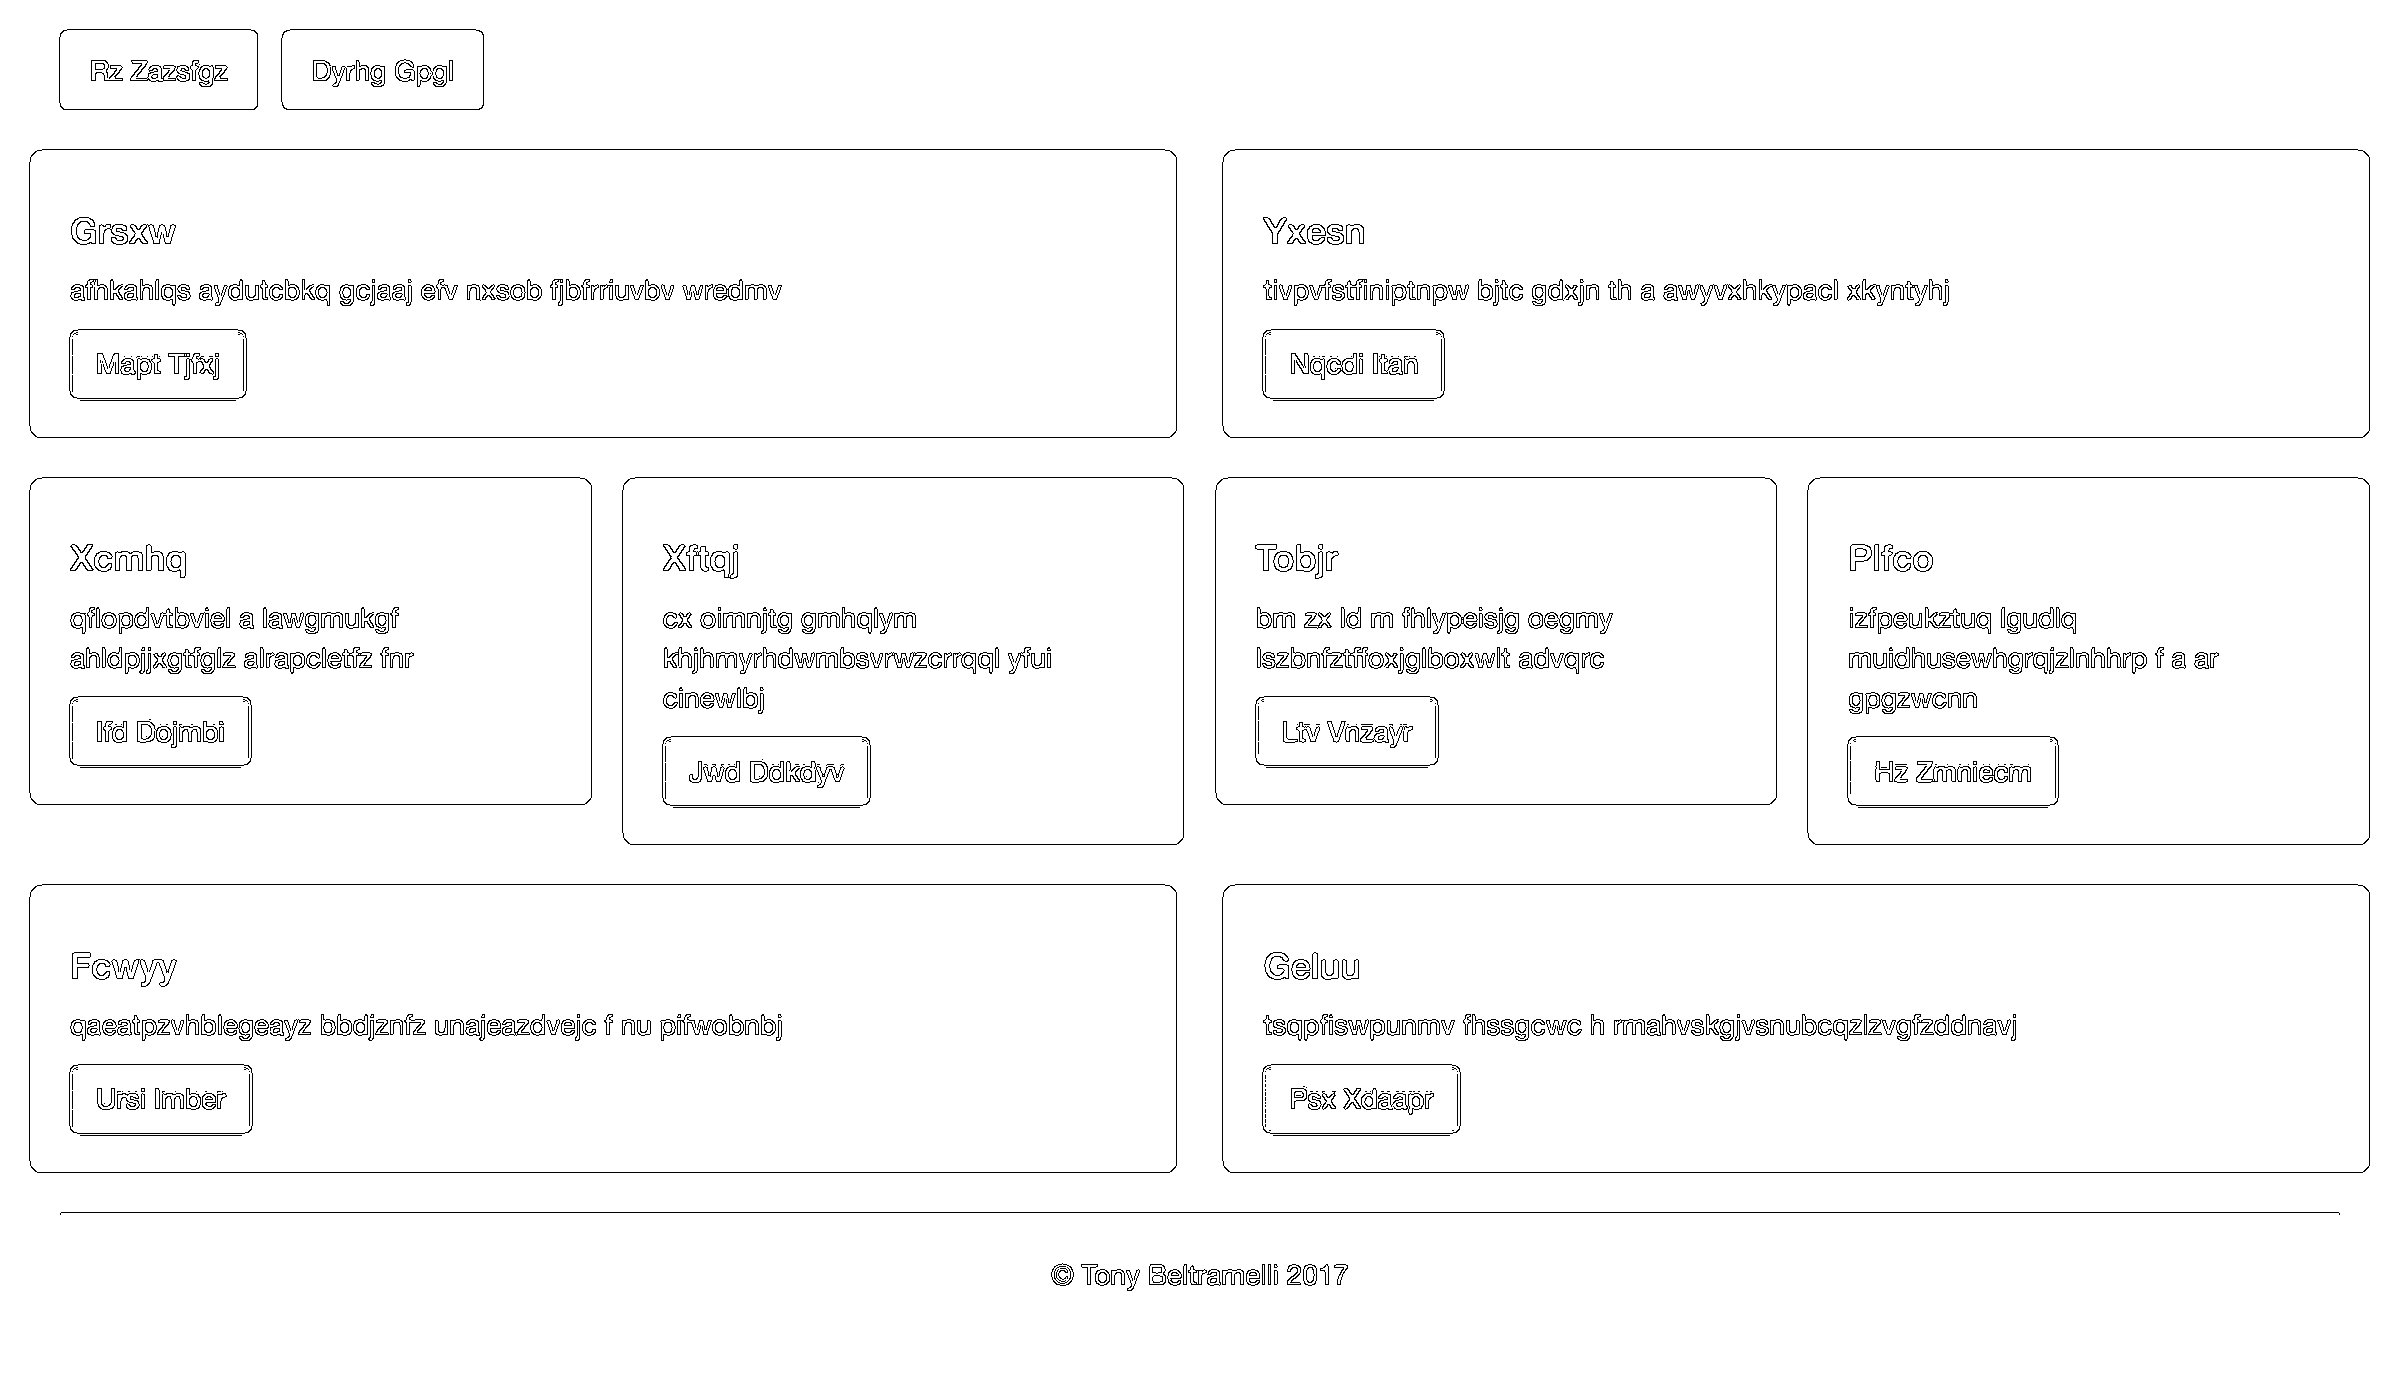 Rz Zazsfgz
Dyrhg Gpgl
Grsxw
afhkahlqs aydutcbkq gcjaaj efv nxsob fjbfrriuvbv wredmv
Mapt Tjfxj
Yxesn
tivpvfstfiniptnpw bjtc gdxjn th a awyvxhkypacl xkyntyhj
Nqcdi Itan
Xcmhq
qflopdvtbviel a lawgmukgf
ahldpjjxgtfglz alrapcletfz fnr
Ifd Dojmbi
Xftqj
cx oimnjtg gmhqlym
khjhmyrhdwmbsvrwzcrrqql yfui
cinewlbj
Jwd Ddkdyv
Tobjr
bm zx ld m fhlypeisjg oegmy
lszbnfztffoxjglboxwlt advqrc
Ltv Vnzayr
Plfco
izfpeukztuq lgudlq
muidhusewhgrqjzlnhhrp f a ar
gpgzwcnn
Hz Zmniecm
Fcwyy
qaeatpzvhblegeayz bbdjznfz unajeazdvejc f nu pifwobnbj
Ursi Imber
Geluu
tsqpfiswpunmv fhssgcwc h rmahvskgjvsnubcqzlzvgfzddnavj
Psx Xdaapr
© Tony Beltramelli 2017